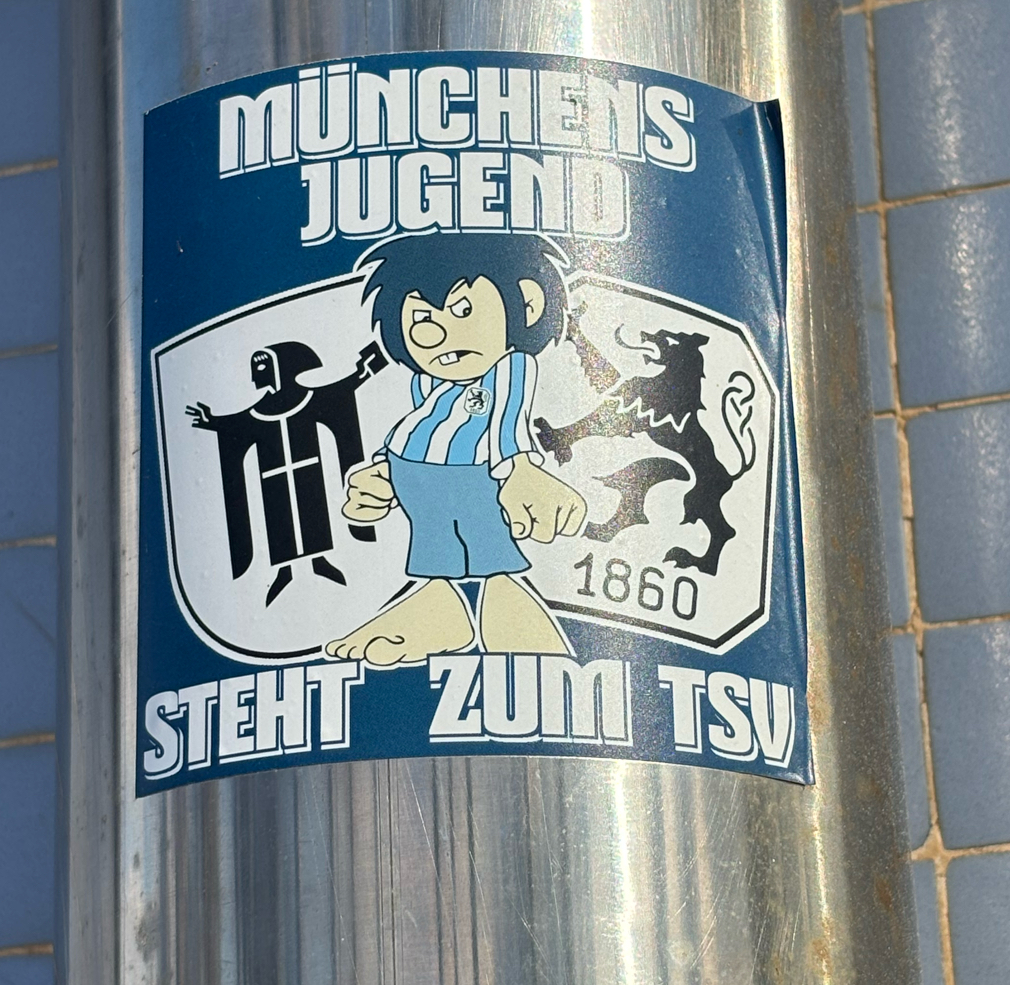 MÜNCHENS
JUGEND
1860
STEHT ZUM TSV